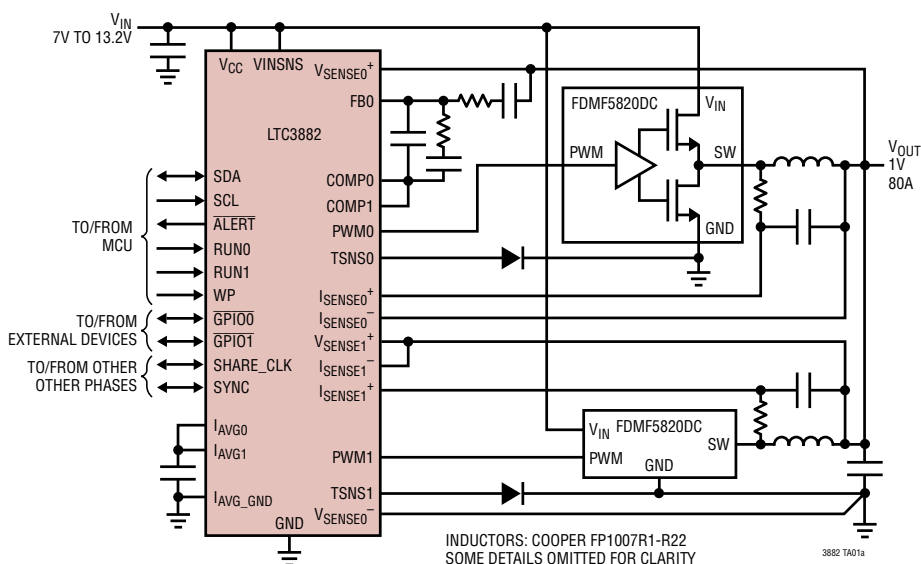 VIN
7V TO 13.2V
VCC
VINSNS
VSENSE0+
FB0
LTC3882
FDMF5820DC
VIN
PWM
SW
GND
VOUT
1V
80A
COMP0
COMP1
PWM0
TSNS0
ISENSE0+
ISENSE0−
VSENSE1+
ISENSE1−
ISENSE1+
TO/FROM
MCU
SDA
SCL
ALERT
RUN0
RUN1
WP
TO/FROM
EXTERNAL DEVICES
GPIO0
GPIO1
TO/FROM OTHER
OTHER PHASES
SHARE_CLK
SYNC
IAVG0
IAVG1
IAVG_GND
GND
PWM1
TSNS1
VSENSE0−
VIN
FDMF5820DC
SW
PWM
GND
INDUCTORS: COOPER FP1007R1-R22
SOME DETAILS OMITTED FOR CLARITY
3882 TA01a